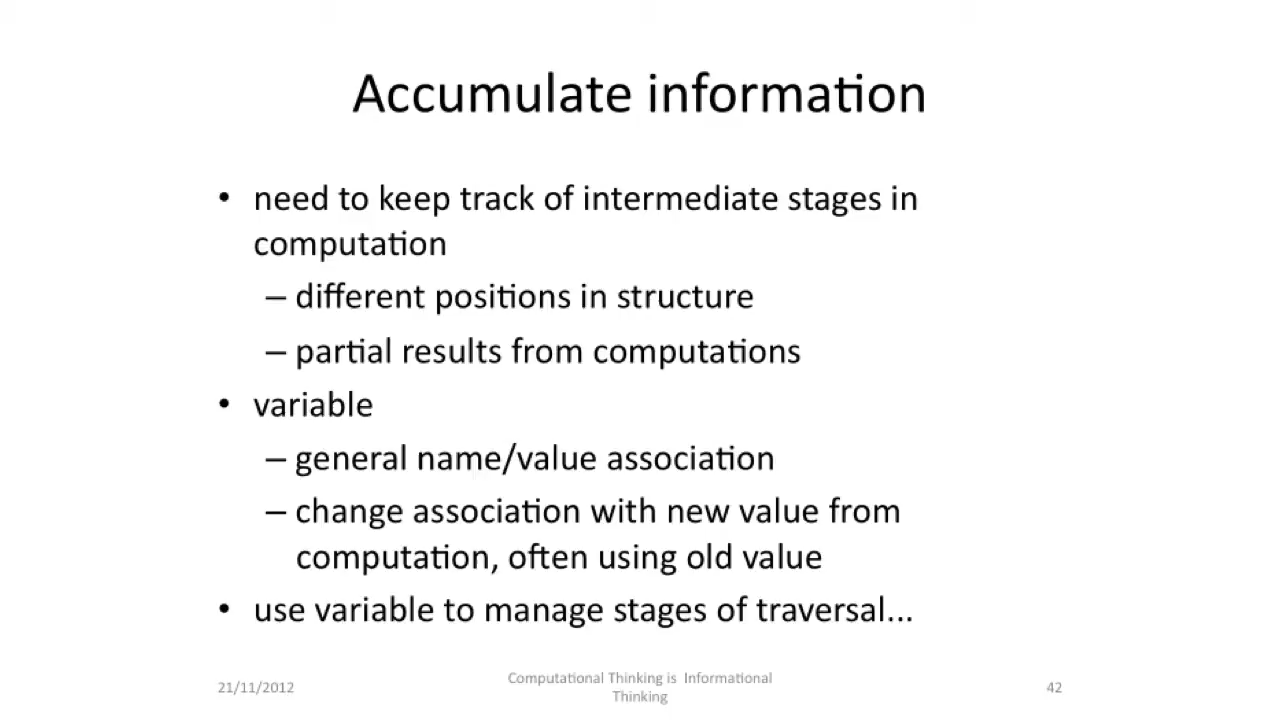 Accumulate information
• need to keep track of intermediate stages in
computation
– different positions in structure
– partial results from computations
• variable
– general name/value association
– change association with new value from
computation, often using old value
• use variable to manage stages of traversal...
21/11/2012
Computational Thinking is Informational
Thinking
42